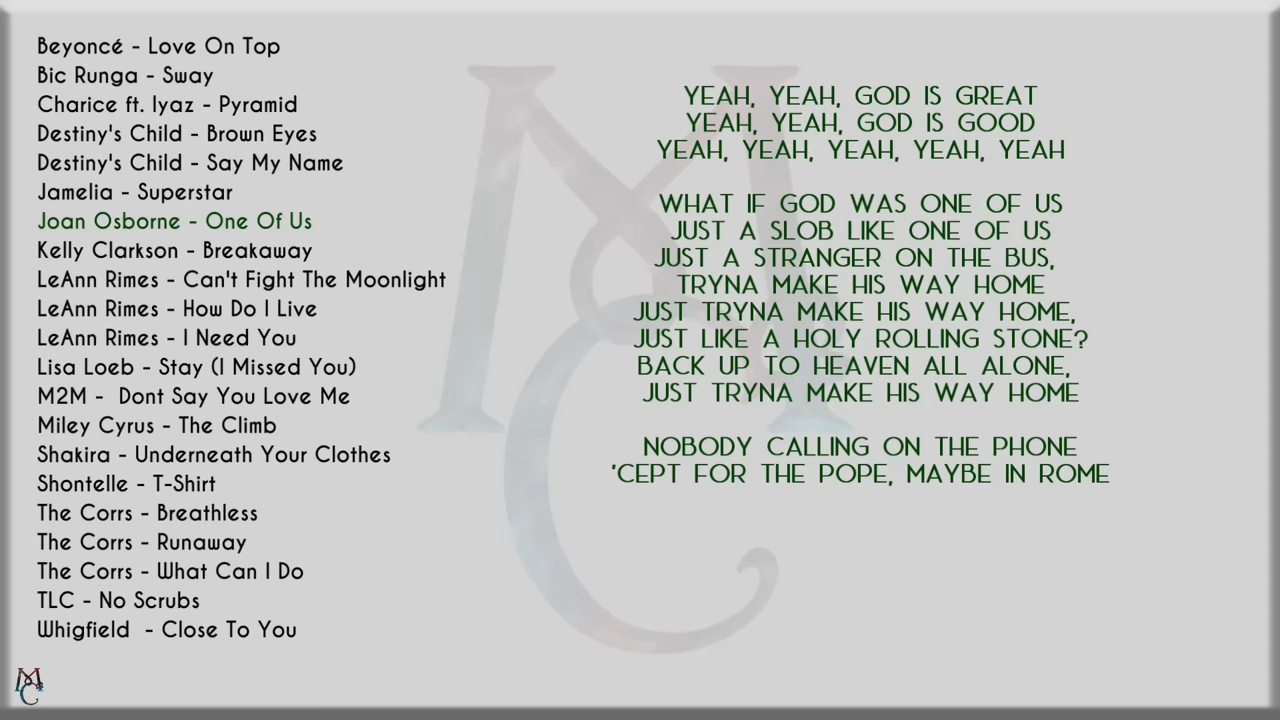 Beyoncé - Love On Top
Bic Runga - Sway
Charice ft. Iyaz - Pyramid
Destiny's Child - Brown Eyes
Destiny's Child - Say My Name
Jamelia - Superstar
Joan Osborne - One Of Us
Kelly Clarkson - Breakaway
LeAnn Rimes - Can't Fight The Moonlight
LeAnn Rimes - How Do I Live
LeAnn Rimes - I Need You
Lisa Loeb - Stay (I Missed You)
M2M -  Dont Say You Love Me
Miley Cyrus - The Climb
Shakira - Underneath Your Clothes
Shontelle - T-Shirt
The Corrs - Breathless
The Corrs - Runaway
The Corrs - What Can I Do
TLC - No Scrubs
Whigfield  - Close To You
YEAH, YEAH, GOD IS GREAT
YEAH, YEAH, GOD IS GOOD
YEAH, YEAH, YEAH, YEAH, YEAH
WHAT IF GOD WAS ONE OF US
JUST A SLOB LIKE ONE OF US
JUST A STRANGER ON THE BUS,
TRYNA MAKE HIS WAY HOME
JUST TRYNA MAKE HIS WAY HOME,
JUST LIKE A HOLY ROLLING STONE?
BACK UP TO HEAVEN ALL ALONE,
JUST TRYNA MAKE HIS WAY HOME
NOBODY CALLING ON THE PHONE
'CEPT FOR THE POPE, MAYBE IN ROME
MC
MC